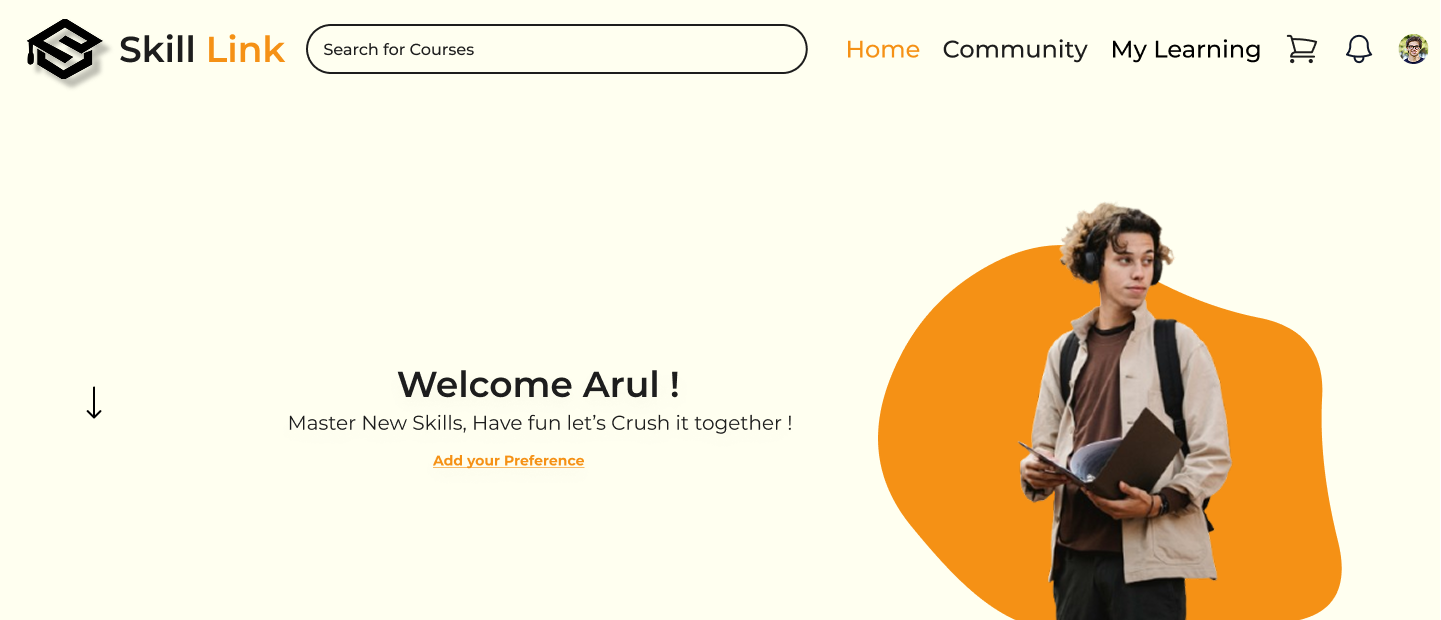 Skill Link
Search for Courses
Home
Community
My Learning
Welcome Arul !
Master New Skills, Have fun let’s Crush it together !
Add your Preference